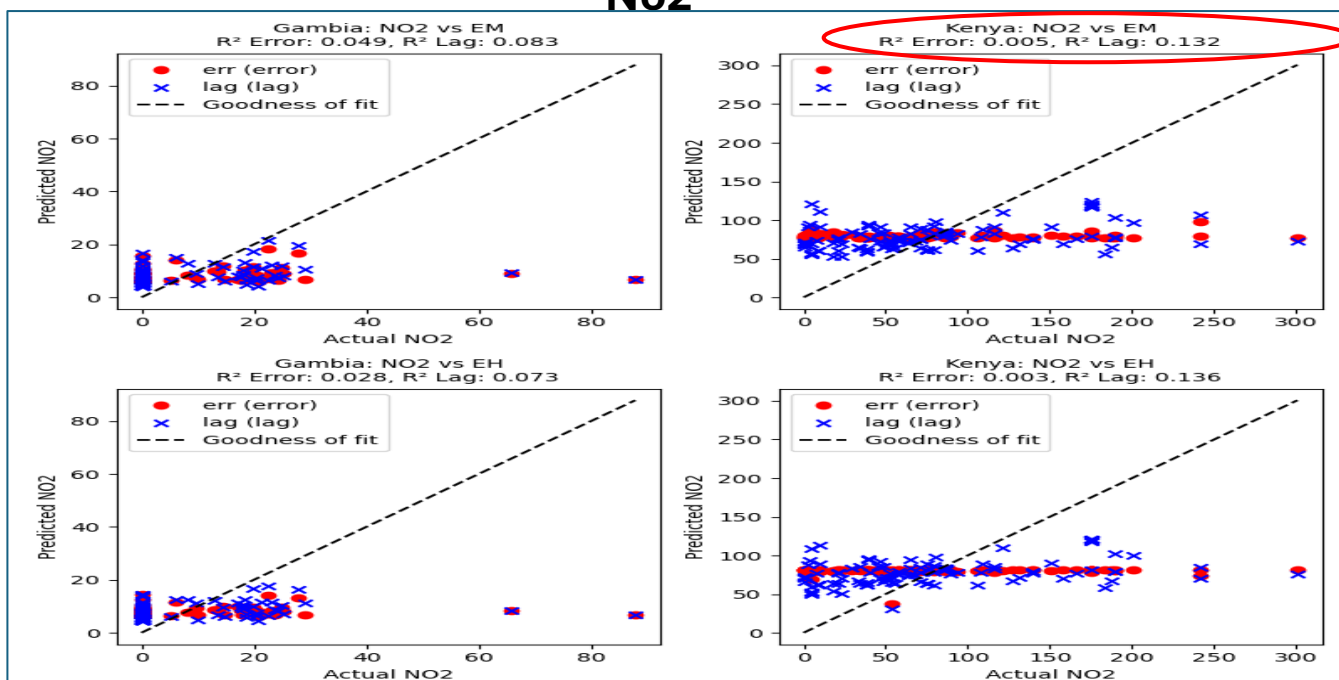 No2
Gambia: NO2 vs EM
R² Error: 0.049, R² Lag: 0.083
err (error)
lag (lag)
Goodness of fit
Predicted NO2
80
60
40
20
0
0 20 40 60 80
Actual NO2
Kenya: NO2 vs EM
R² Error: 0.005, R² Lag: 0.132
err (error)
lag (lag)
Goodness of fit
Predicted NO2
300
250
200
150
100
50
0
0 50 100 150 200 250 300
Actual NO2
Gambia: NO2 vs EH
R² Error: 0.028, R² Lag: 0.073
err (error)
lag (lag)
Goodness of fit
Predicted NO2
80
60
40
20
0
0 20 40 60 80
Actual NO2
Kenya: NO2 vs EH
R² Error: 0.003, R² Lag: 0.136
err (error)
lag (lag)
Goodness of fit
Predicted NO2
300
250
200
150
100
50
0
0 50 100 150 200 250 300
Actual NO2